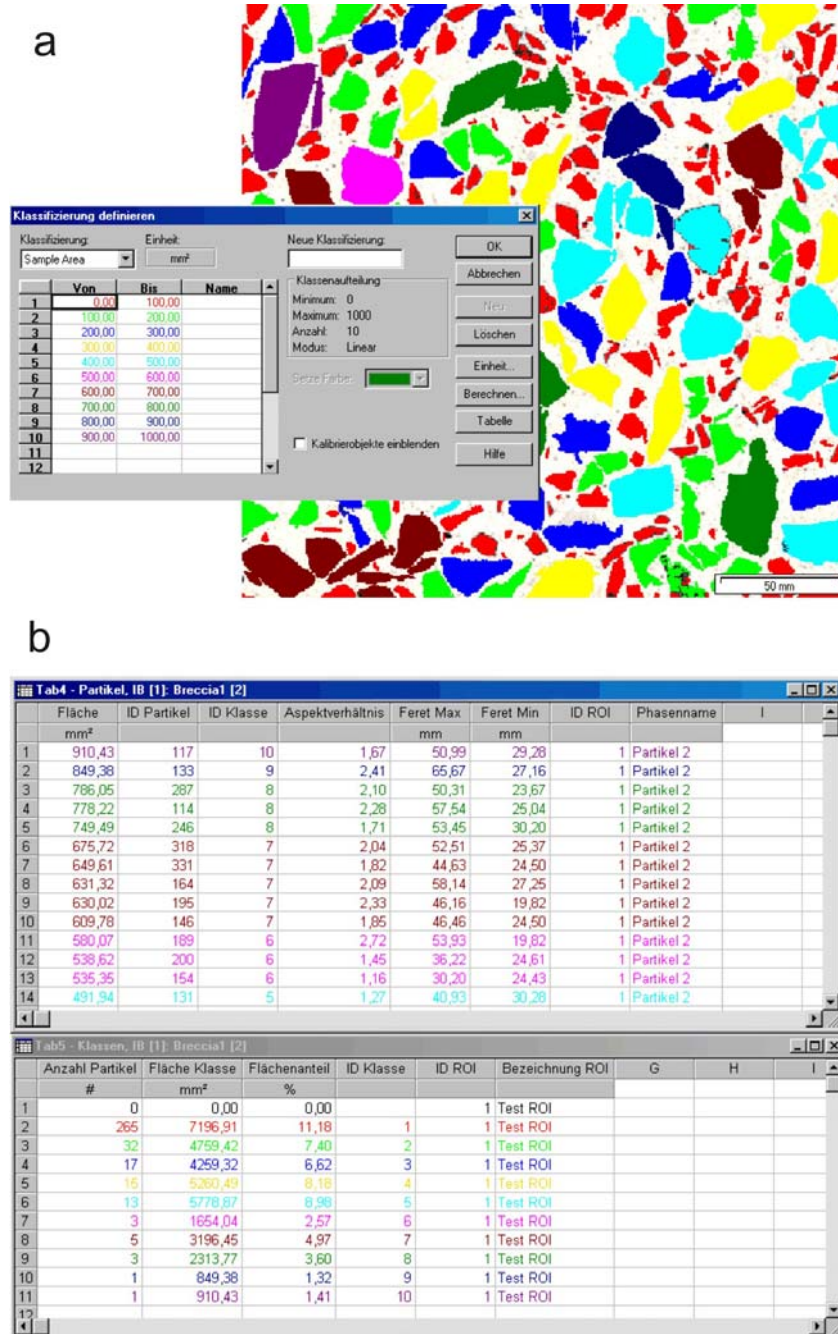 a
Klassifizierung definieren
Klassifizierung: Einheit: Neue Klassifizierung:
Sample Area mm² OK
Abbrechen
Von Bis Name Klassenaufteilung
1 0,00 100,00 Minimum: 0 Neu
2 100,00 200,00 Maximum: 1000
3 200,00 300,00 Anzahl: 10 Löschen
4 300,00 400,00 Modus: Linear
5 400,00 500,00 Einheit...
6 500,00 600,00
7 600,00 700,00 Setze Farbe: Berechnen...
8 700,00 800,00
9 800,00 900,00 Tabelle
10 900,00 1000,00 Kalibrierobjekte einblenden
11 Hilfe
12
50 mm
b
Tab4 - Partikel, IB [1]: Breccia1 [2]
Fläche ID Partikel ID Klasse Aspektverhältnis Feret Max Feret Min ID ROI Phasenname I
mm² mm mm
1 910,43 117 10 1,67 50,99 29,28 1 Partikel 2
2 849,38 133 9 2,41 65,67 27,16 1 Partikel 2
3 786,05 287 8 2,10 50,31 23,67 1 Partikel 2
4 778,22 114 8 2,28 57,54 25,04 1 Partikel 2
5 749,49 246 8 1,71 53,45 30,20 1 Partikel 2
6 675,72 318 7 2,04 52,51 25,37 1 Partikel 2
7 649,61 331 7 1,82 44,63 24,50 1 Partikel 2
8 631,32 164 7 2,09 58,14 27,25 1 Partikel 2
9 630,02 195 7 2,33 46,16 19,82 1 Partikel 2
10 609,78 146 7 1,85 46,46 24,50 1 Partikel 2
11 580,07 189 6 2,72 53,93 19,82 1 Partikel 2
12 538,62 200 6 1,45 36,22 24,61 1 Partikel 2
13 535,35 154 6 1,16 30,20 24,43 1 Partikel 2
14 491,94 131 5 1,27 40,93 30,28 1 Partikel 2
Tab5 - Klassen, IB [1]: Breccia1 [2]
Anzahl Partikel Fläche Klasse Flächenanteil ID Klasse ID ROI Bezeichnung ROI G H I
# mm² %
1 0 0,00 0,00 1 Test ROI
2 265 7196,91 11,18 1 1 Test ROI
3 32 4759,42 7,40 2 1 Test ROI
4 17 4259,32 6,62 3 1 Test ROI
5 15 5260,49 8,18 4 1 Test ROI
6 13 5778,87 8,98 5 1 Test ROI
7 3 1654,04 2,57 6 1 Test ROI
8 5 3196,45 4,97 7 1 Test ROI
9 3 2313,77 3,60 8 1 Test ROI
10 1 849,38 1,32 9 1 Test ROI
11 1 910,43 1,41 10 1 Test ROI
12